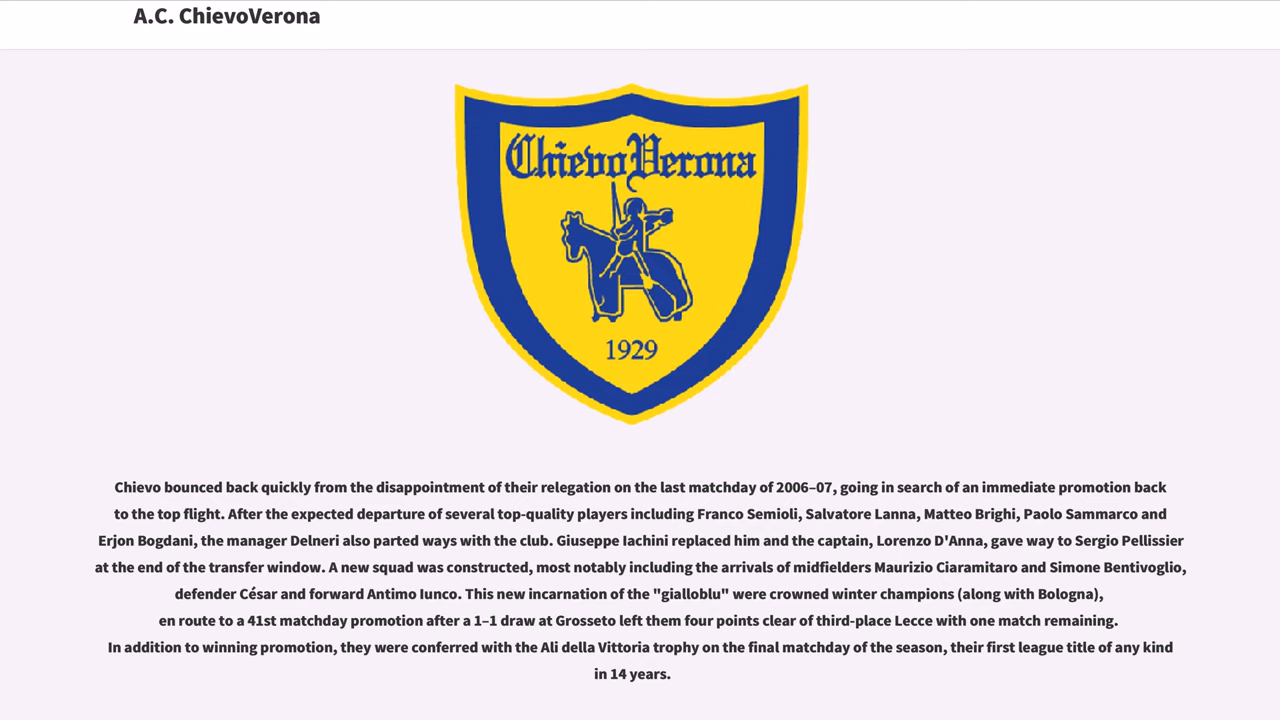 A.C. ChievoVerona
ChievoVerona
1929
Chievo bounced back quickly from the disappointment of their relegation on the last matchday of 2006–07, going in search of an immediate promotion back
to the top flight. After the expected departure of several top-quality players including Franco Semioli, Salvatore Lanna, Matteo Brighi, Paolo Sammarco and
Erjon Bogdani, the manager Delneri also parted ways with the club. Giuseppe Iachini replaced him and the captain, Lorenzo D'Anna, gave way to Sergio Pellissier
at the end of the transfer window. A new squad was constructed, most notably including the arrivals of midfielders Maurizio Ciaramitaro and Simone Bentivoglio,
defender César and forward Antimo Iunco. This new incarnation of the "gialloblu" were crowned winter champions (along with Bologna),
en route to a 41st matchday promotion after a 1–1 draw at Grosseto left them four points clear of third-place Lecce with one match remaining.
In addition to winning promotion, they were conferred with the Ali della Vittoria trophy on the final matchday of the season, their first league title of any kind
in 14 years.